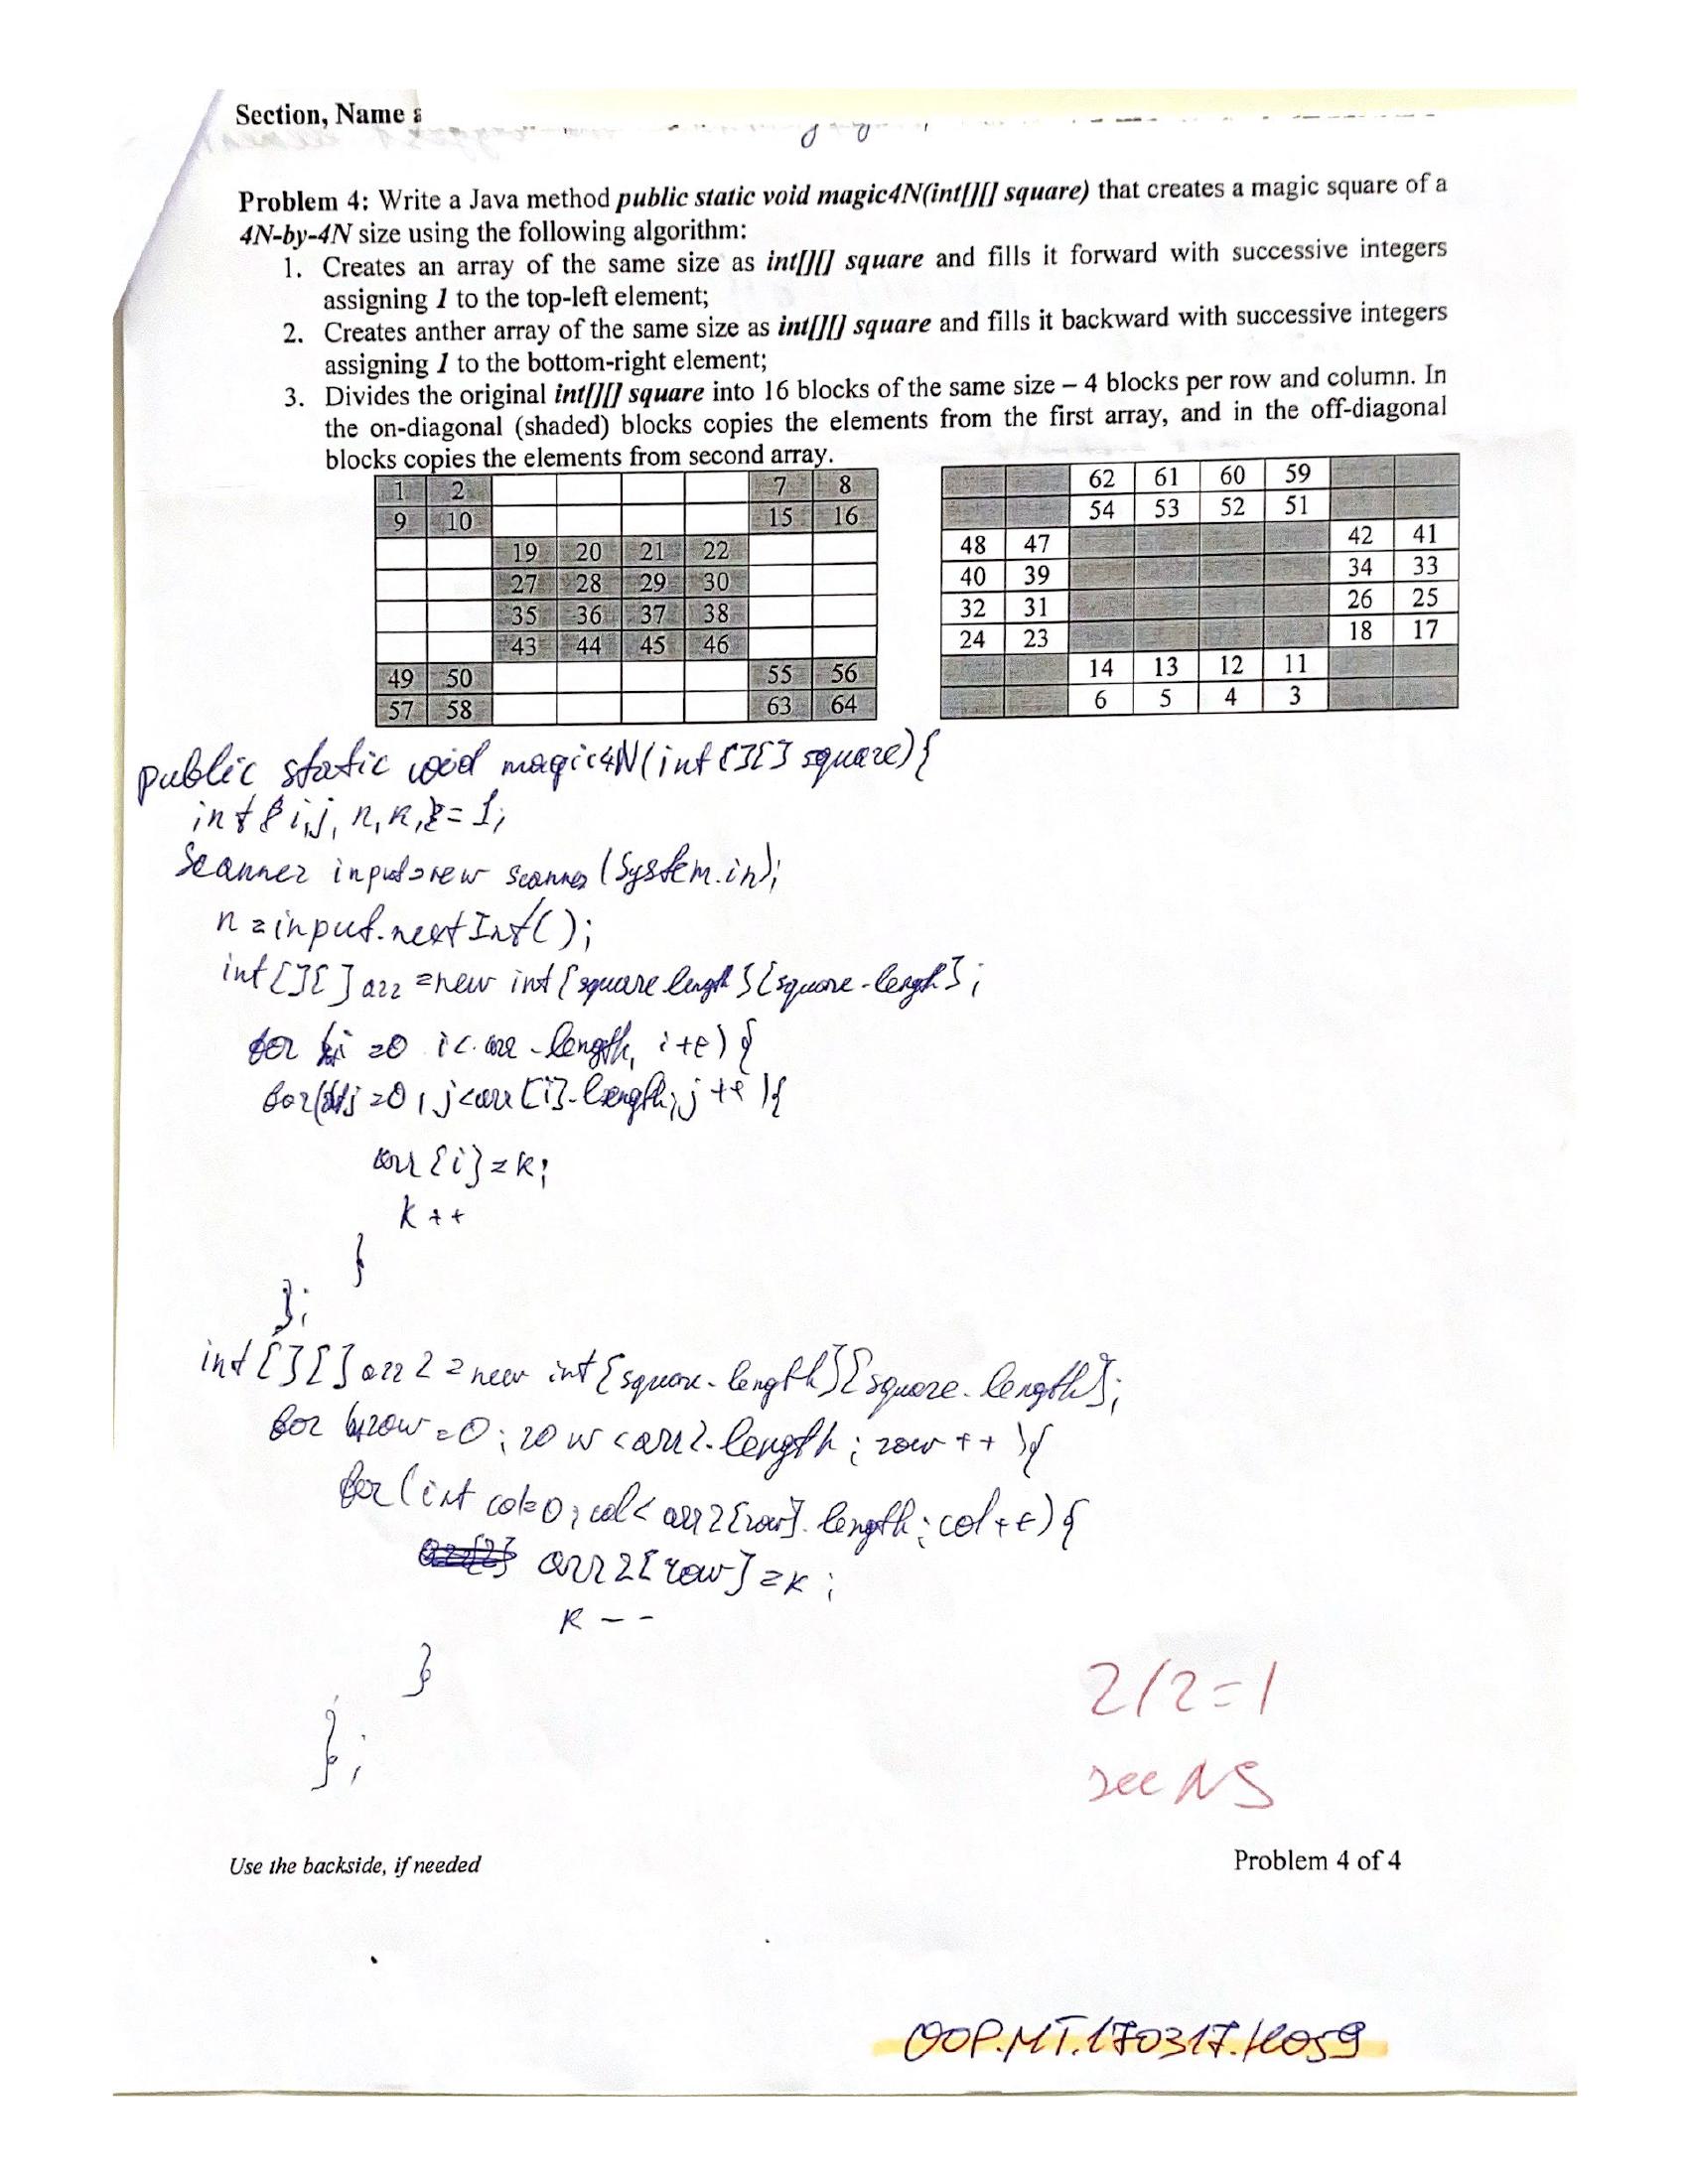 Section, Name
Problem 4: Write a Java method public static void magic4N(int[][] square) that creates a magic square of a
4N-by-4N size using the following algorithm:
1. Creates an array of the same size as int[][] square and fills it forward with successive integers
assigning 1 to the top-left element;
2. Creates anther array of the same size as int[][] square and fills it backward with successive integers
assigning 1 to the bottom-right element;
3. Divides the original int[][] square into 16 blocks of the same size – 4 blocks per row and column. In
the on-diagonal (shaded) blocks copies the elements from the first array, and in the off-diagonal
blocks copies the elements from second array.
1 2 7 8
9 10 15 16
19 20 21 22
27 28 29 30
35 36 37 38
43 44 45 46
49 50 55 56
57 58 63 64
62 61 60 59
54 53 52 51
48 47 42 41
40 39 34 33
32 31 26 25
24 23 18 17
14 13 12 11
6 5 4 3
public static void magic4N(int[][] square){
int i,j, n, k, = 1;
Scanner input=new scanner (System.in);
n = input.nextInt();
int[][] arr = new int[square length][square.lengh];
for i = 0 i < arr.length, i++) {
for( j = 0, j < arr[i].length; j++){
arr[i] = k;
k++
}
};
int[][] arr2 = new int[square.length][square.length];
for row = 0; row < arr2.length; row++){
for(int col=0; col< arr2[row].length; col++){
arr2[row] = k;
k--
}
};
2/2=1
see NS
Use the backside, if needed
Problem 4 of 4
OOP.MT.170317.K059